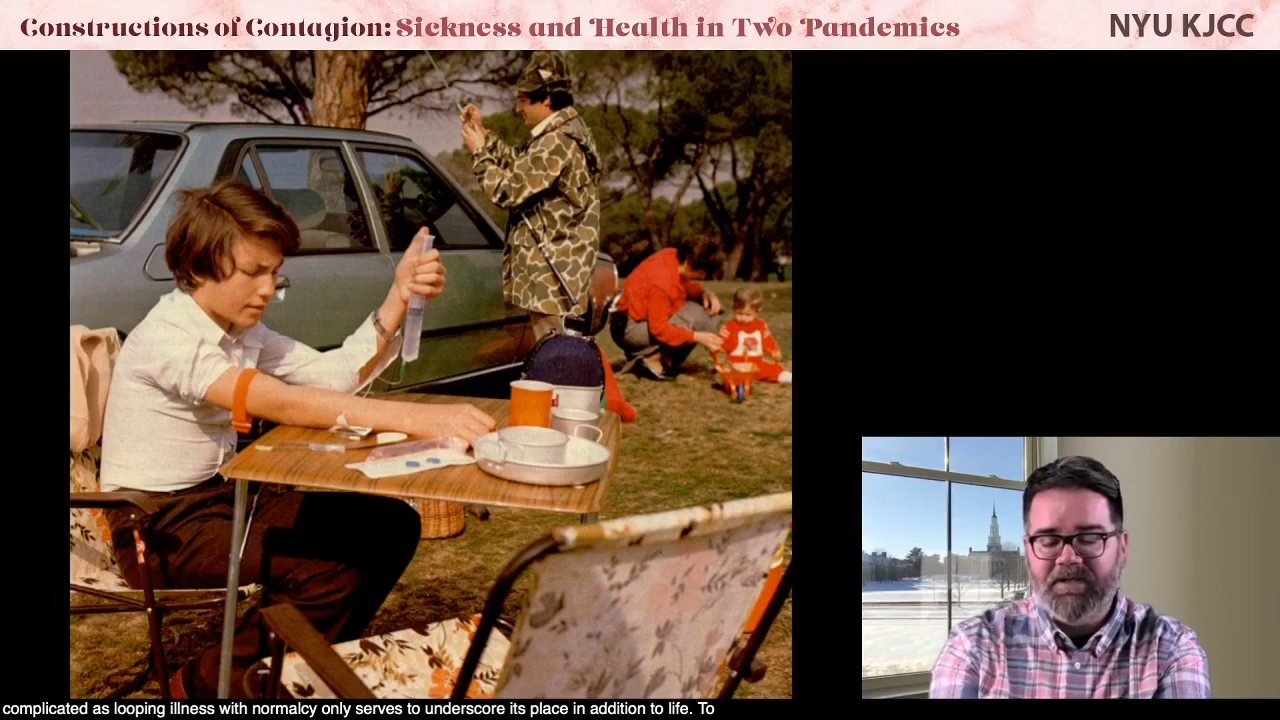 Constructions of Contagion: Sickness and Health in Two Pandemics
NYU KJCC
complicated as looping illness with normalcy only serves to underscore its place in addition to life. To